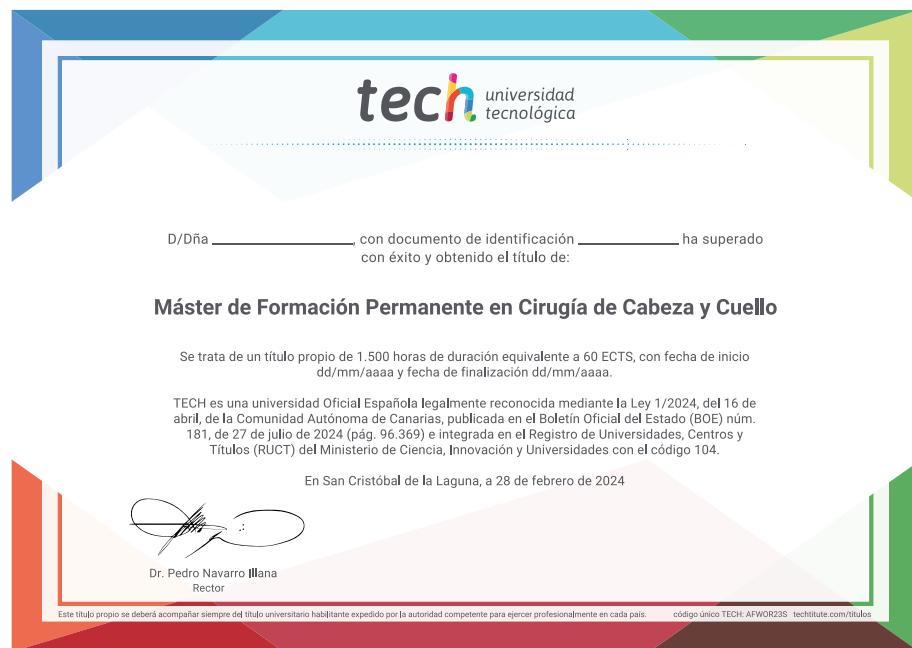 tech universidad
tecnológica
D/Dña ____________________, con documento de identificación ______________ ha superado
con éxito y obtenido el título de:
Máster de Formación Permanente en Cirugía de Cabeza y Cuello
Se trata de un título propio de 1.500 horas de duración equivalente a 60 ECTS, con fecha de inicio
dd/mm/aaaa y fecha de finalización dd/mm/aaaa.
TECH es una universidad Oficial Española legalmente reconocida mediante la Ley 1/2024, del 16 de
abril, de la Comunidad Autónoma de Canarias, publicada en el Boletín Oficial del Estado (BOE) núm.
181, de 27 de julio de 2024 (pág. 96.369) e integrada en el Registro de Universidades, Centros y
Títulos (RUCT) del Ministerio de Ciencia, Innovación y Universidades con el código 104.
En San Cristóbal de la Laguna, a 28 de febrero de 2024
Dr. Pedro Navarro Illana
Rector
Este título propio se deberá acompañar siempre del título universitario habilitante expedido por la autoridad competente para ejercer profesionalmente en cada país. código único TECH: AFWOR23S techtitute.com/titulos